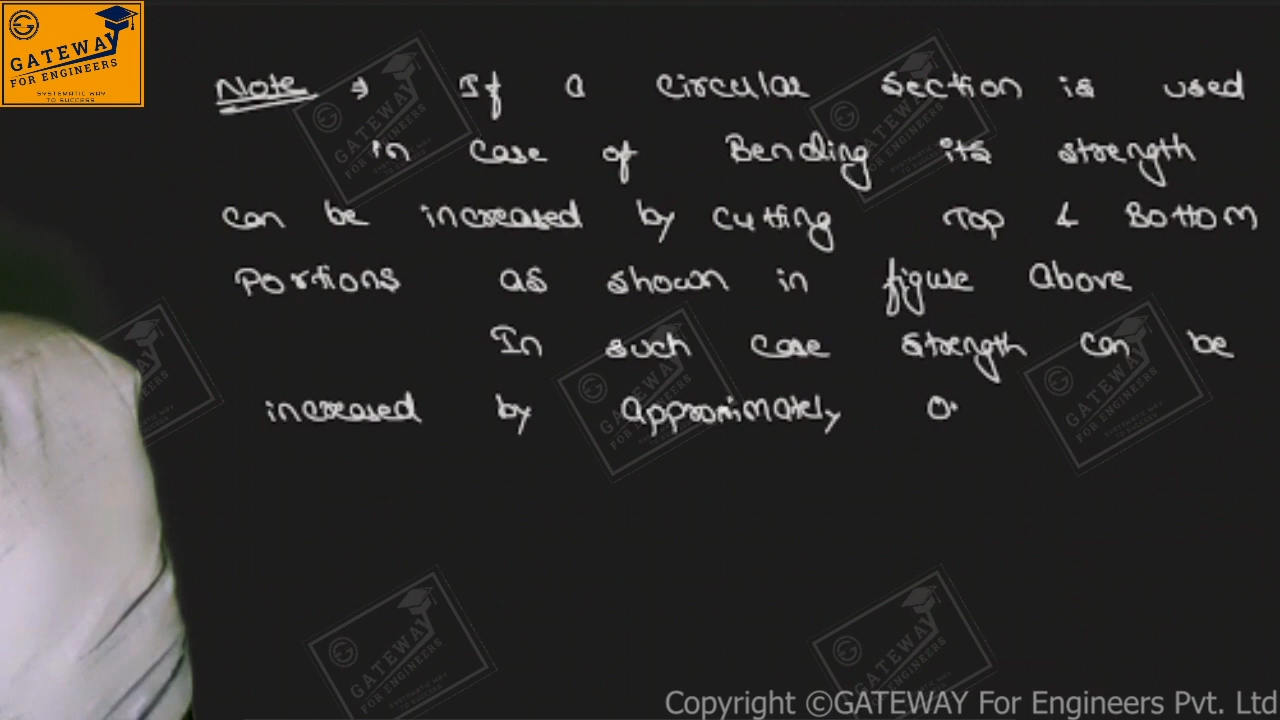 GATEWAY
FOR ENGINEERS
SYSTEMATIC WAY
TO SUCCESS
Note → If a circular section is used
in case of Bending its strength
can be increased by cutting Top & Bottom
portions as shown in figure above
In such case strength can be
increased by approximately 0.
Copyright ©GATEWAY For Engineers Pvt. Ltd